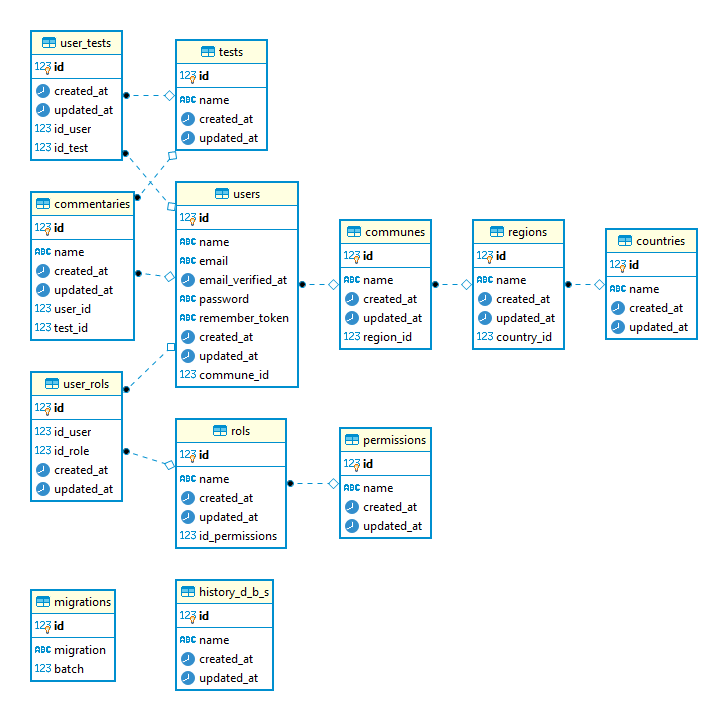 user_tests
123 id
created_at
updated_at
123 id_user
123 id_test
tests
123 id
ABC name
created_at
updated_at
commentaries
123 id
ABC name
created_at
updated_at
123 user_id
123 test_id
users
123 id
ABC name
ABC email
email_verified_at
ABC password
ABC remember_token
created_at
updated_at
123 commune_id
communes
123 id
ABC name
created_at
updated_at
123 region_id
regions
123 id
ABC name
created_at
updated_at
123 country_id
countries
123 id
ABC name
created_at
updated_at
user_rols
123 id
123 id_user
123 id_role
created_at
updated_at
rols
123 id
ABC name
created_at
updated_at
123 id_permissions
permissions
123 id
ABC name
created_at
updated_at
migrations
123 id
ABC migration
123 batch
history_d_b_s
123 id
ABC name
created_at
updated_at